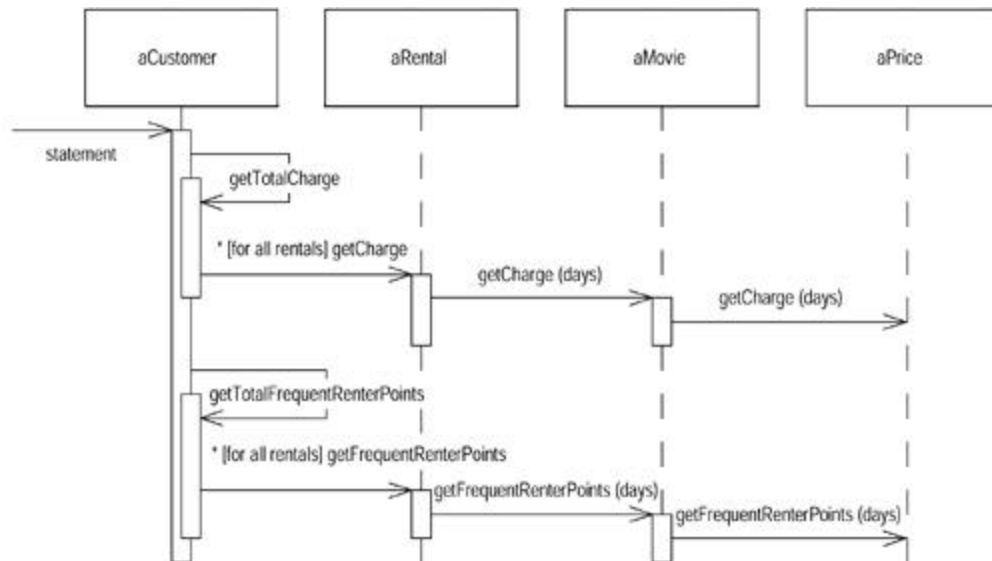 aCustomer
aRental
aMovie
aPrice
statement
getTotalCharge
* [for all rentals] getCharge
getCharge (days)
getCharge (days)
getTotalFrequentRenterPoints
* [for all rentals] getFrequentRenterPoints
getFrequentRenterPoints (days)
getFrequentRenterPoints (days)